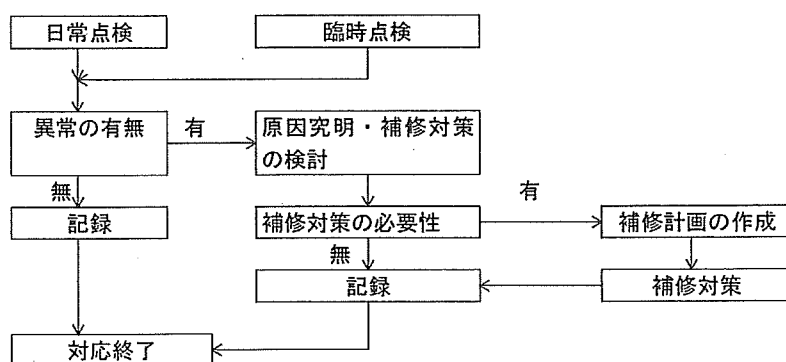 日常点検
臨時点検
異常の有無
有
原因究明・補修対策
の検討
無
有
記録
補修対策の必要性
補修計画の作成
無
記録
補修対策
対応終了